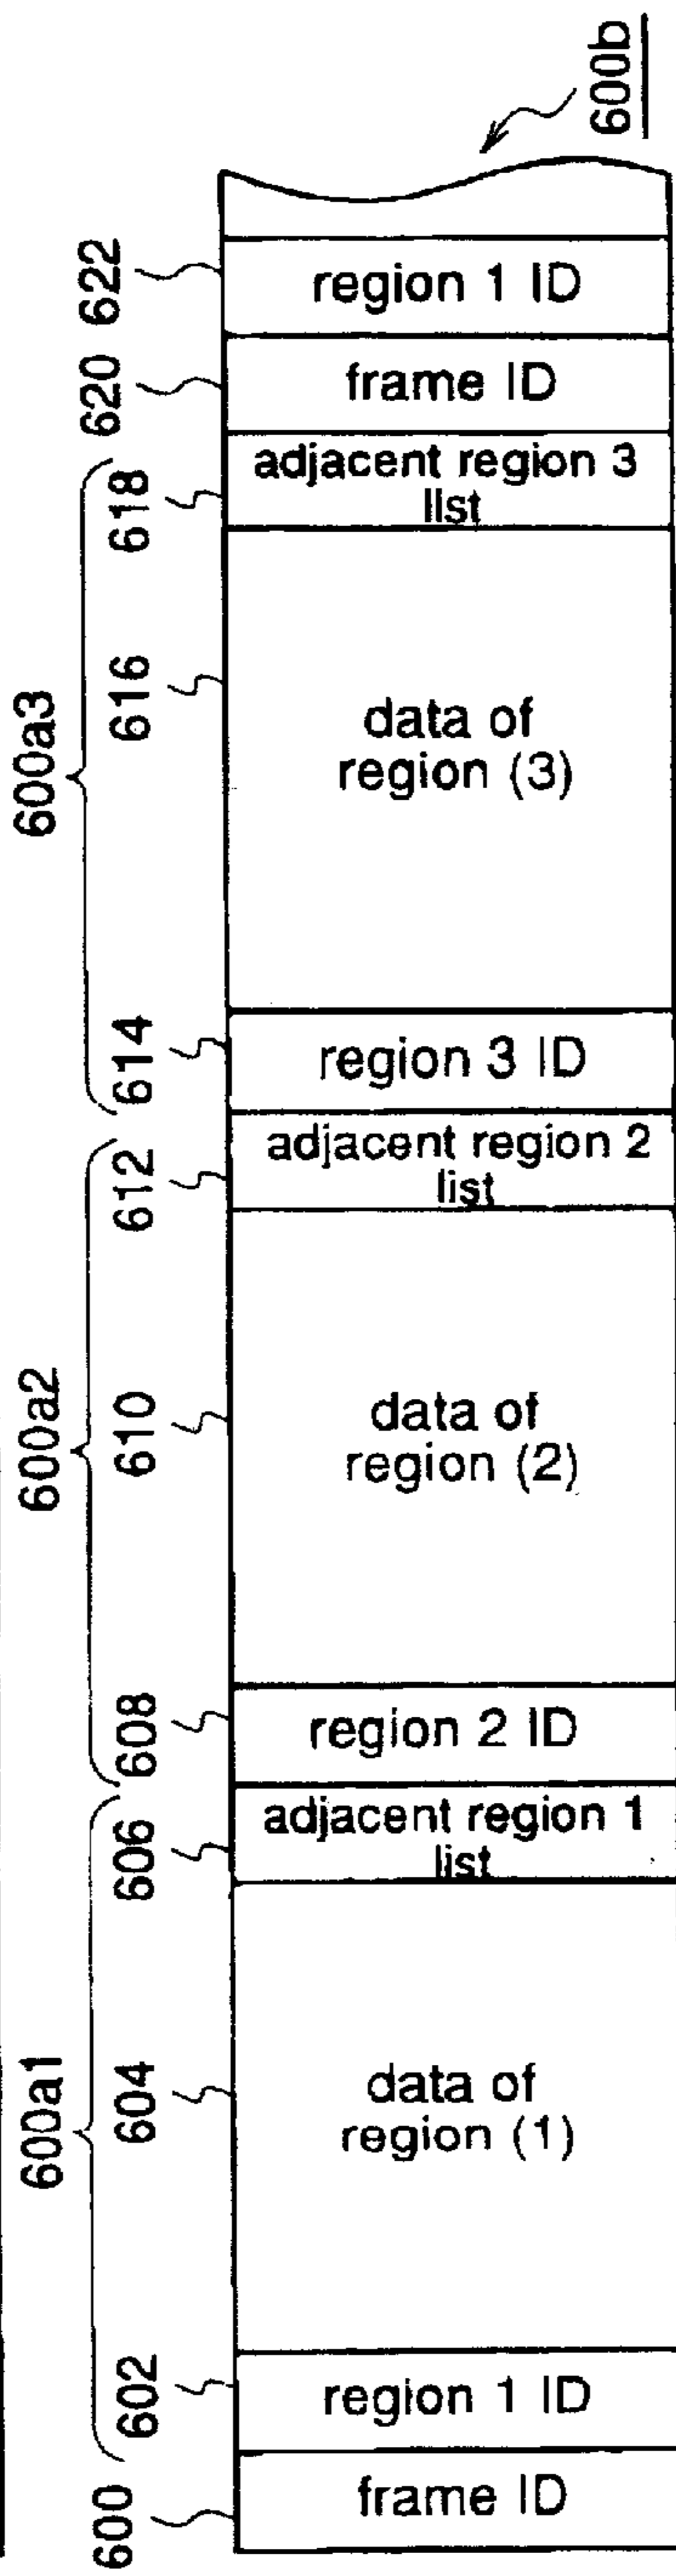 600a1
600a2
600a3
600
602
604
606
608
610
612
614
616
618
620
622
frame ID
region 1 ID
data of
region (1)
adjacent region 1
list
region 2 ID
data of
region (2)
adjacent region 2
list
region 3 ID
data of
region (3)
adjacent region 3
list
frame ID
region 1 ID
600b